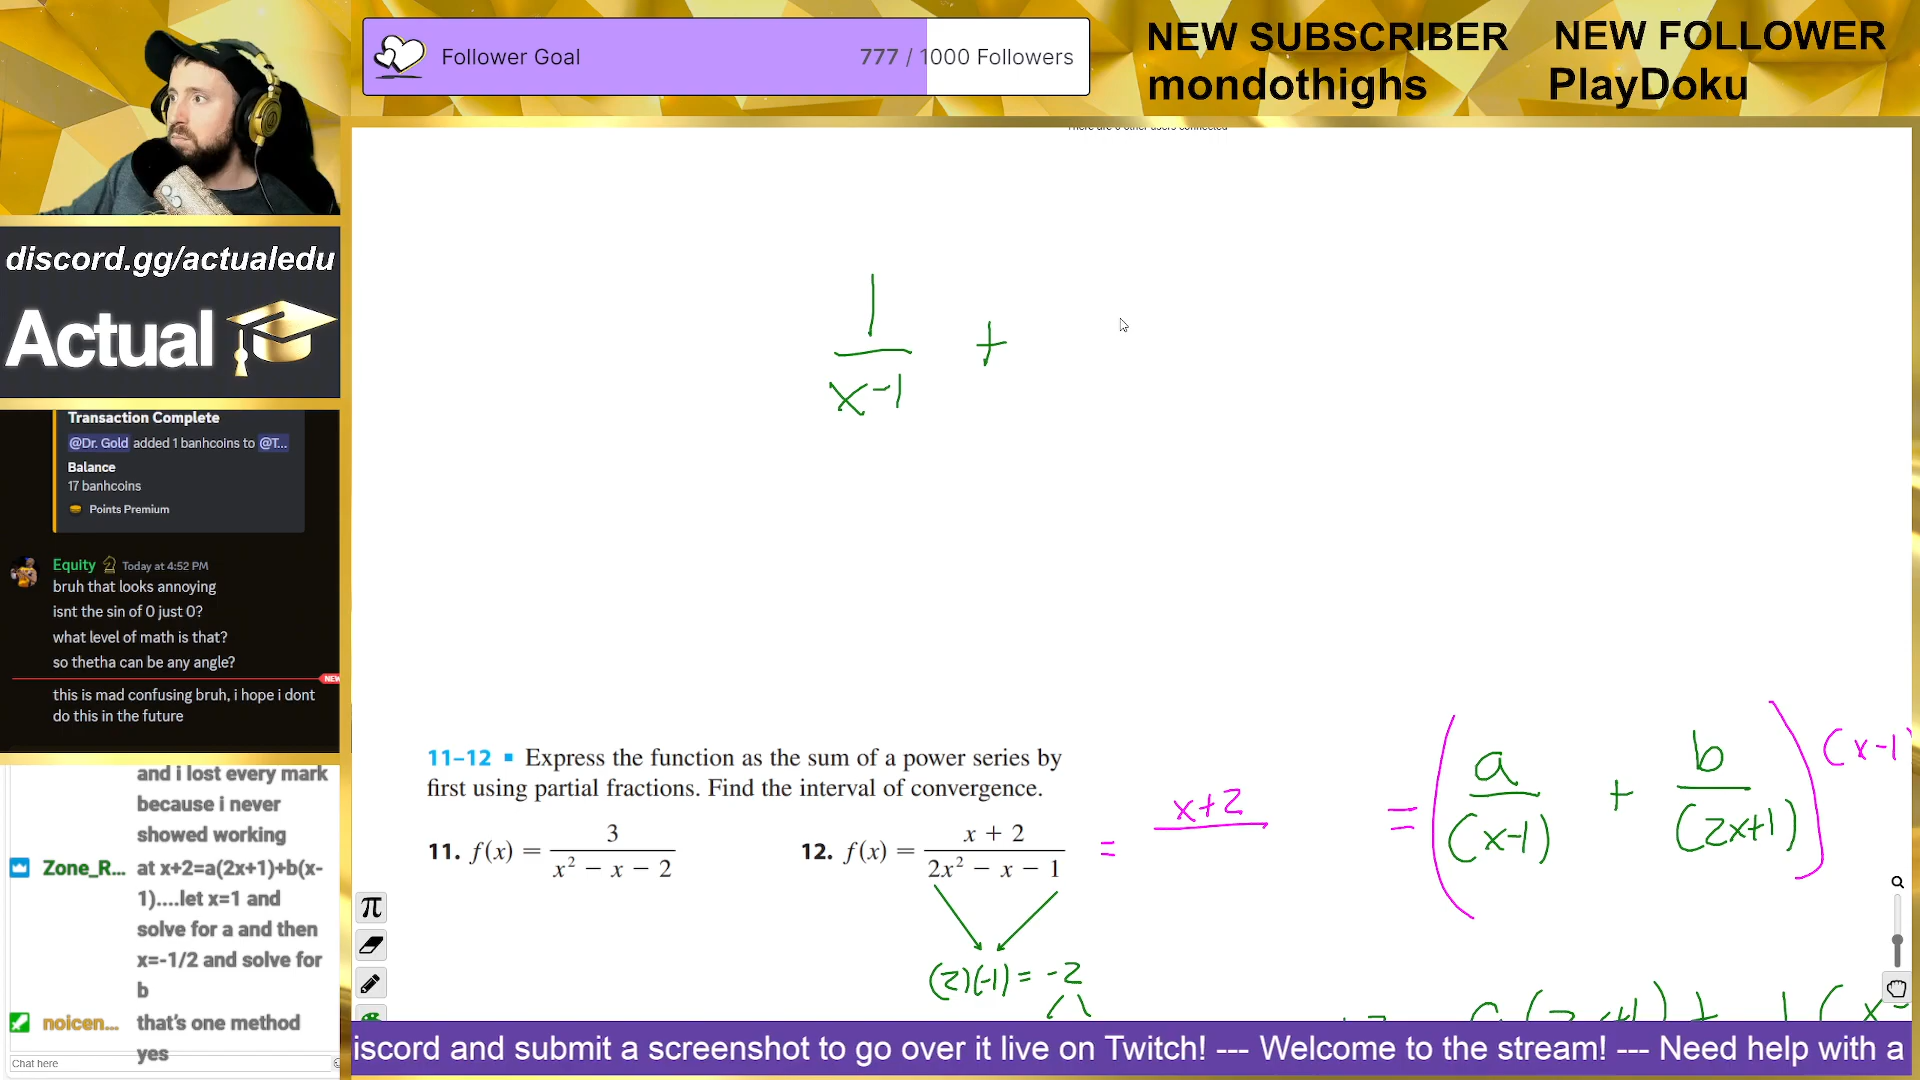 Follower Goal
777 / 1000 Followers
NEW SUBSCRIBER
mondothighs
NEW FOLLOWER
PlayDoku
There are 0 other users connected
discord.gg/actualedu
Actual
Transaction Complete
@Dr. Gold added 1 banhcoins to @T...
Balance
17 banhcoins
Points Premium
Equity Today at 4:52 PM
bruh that looks annoying
isnt the sin of 0 just 0?
what level of math is that?
so thetha can be any angle?
NEW
this is mad confusing bruh, i hope i dont
do this in the future
and i lost every mark
because i never
showed working
Zone_R... at x+2=a(2x+1)+b(x-
1)....let x=1 and
solve for a and then
x=-1/2 and solve for
b
noicen... that's one method
yes
Chat here
1
x-1
+
11–12 ▪ Express the function as the sum of a power series by
first using partial fractions. Find the interval of convergence.
11. f(x) = 3 / (x² − x − 2)
12. f(x) = (x + 2) / (2x² − x − 1)
= x+2
= ( a/(x-1) + b/(2x+1) ) (x-1)
(2)(-1) = -2
π
iscord and submit a screenshot to go over it live on Twitch! --- Welcome to the stream! --- Need help with a